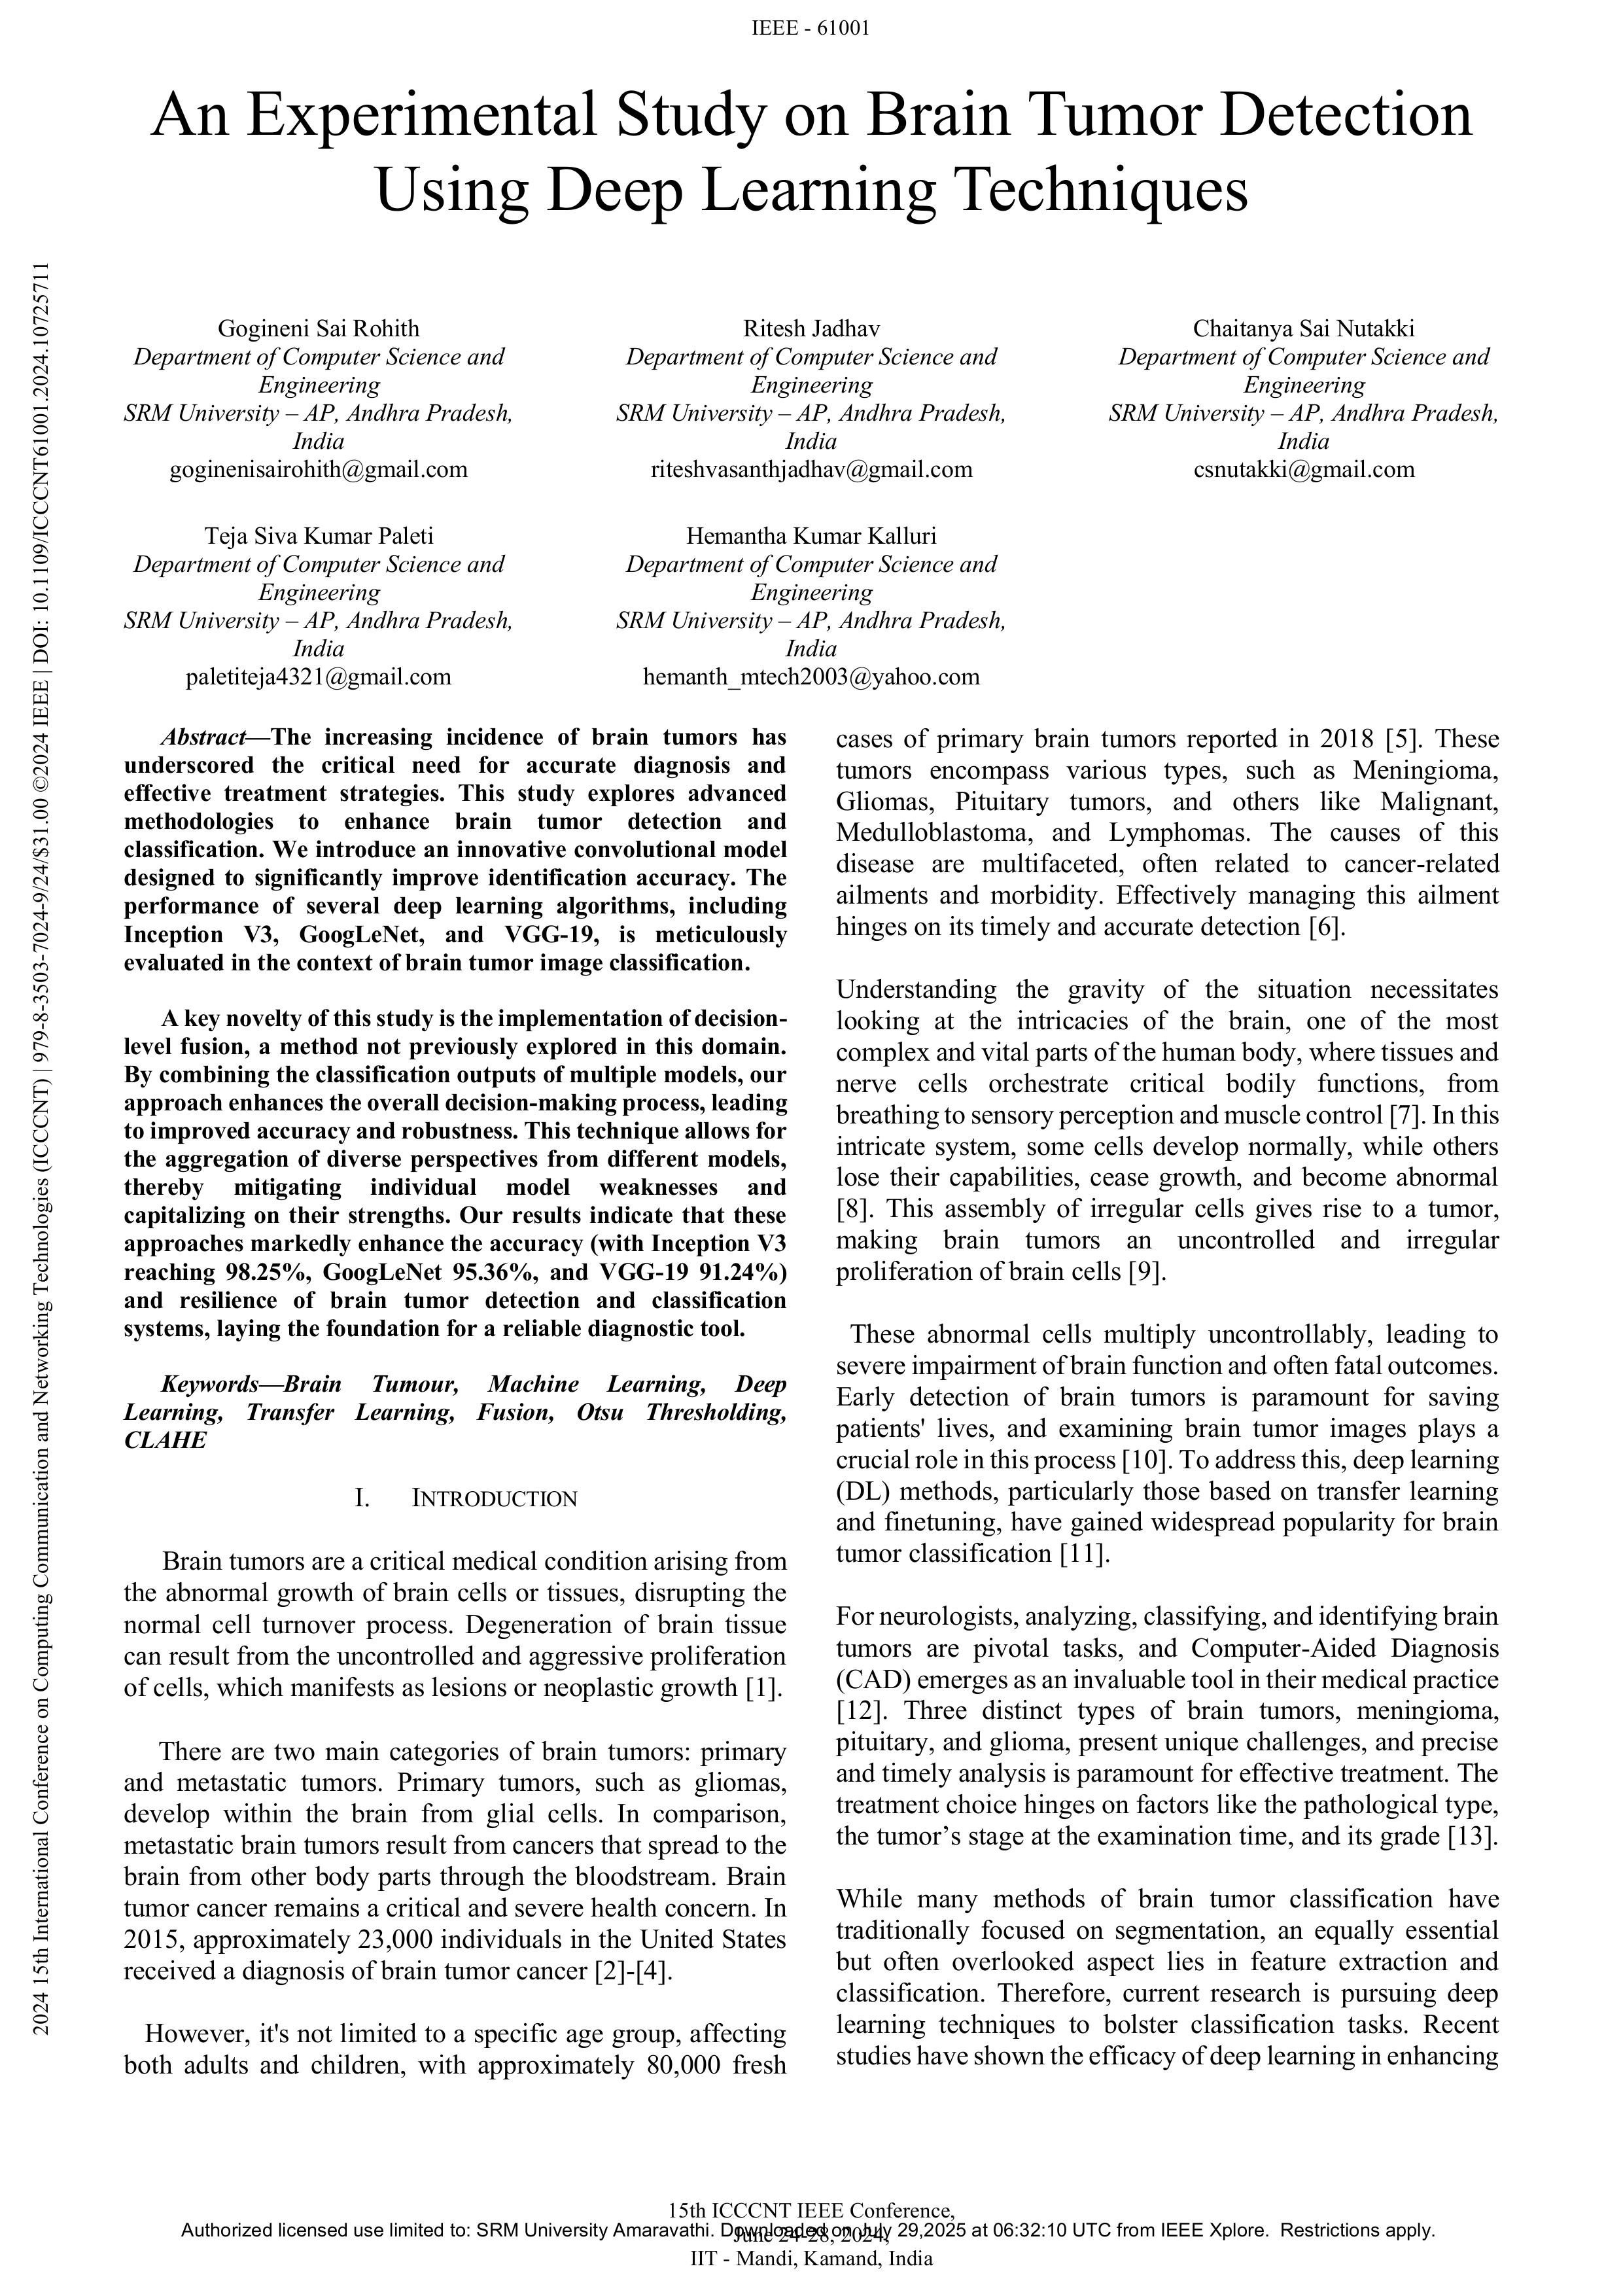 IEEE - 61001
An Experimental Study on Brain Tumor Detection
Using Deep Learning Techniques
Gogineni Sai Rohith
Department of Computer Science and
Engineering
SRM University – AP, Andhra Pradesh,
India
goginenisairohith@gmail.com
Ritesh Jadhav
Department of Computer Science and
Engineering
SRM University – AP, Andhra Pradesh,
India
riteshvasanthjadhav@gmail.com
Chaitanya Sai Nutakki
Department of Computer Science and
Engineering
SRM University – AP, Andhra Pradesh,
India
csnutakki@gmail.com
Teja Siva Kumar Paleti
Department of Computer Science and
Engineering
SRM University – AP, Andhra Pradesh,
India
paletiteja4321@gmail.com
Hemantha Kumar Kalluri
Department of Computer Science and
Engineering
SRM University – AP, Andhra Pradesh,
India
hemanth_mtech2003@yahoo.com
Abstract—The increasing incidence of brain tumors has
underscored the critical need for accurate diagnosis and
effective treatment strategies. This study explores advanced
methodologies to enhance brain tumor detection and
classification. We introduce an innovative convolutional model
designed to significantly improve identification accuracy. The
performance of several deep learning algorithms, including
Inception V3, GoogLeNet, and VGG-19, is meticulously
evaluated in the context of brain tumor image classification.
A key novelty of this study is the implementation of decision-
level fusion, a method not previously explored in this domain.
By combining the classification outputs of multiple models, our
approach enhances the overall decision-making process, leading
to improved accuracy and robustness. This technique allows for
the aggregation of diverse perspectives from different models,
thereby mitigating individual model weaknesses and
capitalizing on their strengths. Our results indicate that these
approaches markedly enhance the accuracy (with Inception V3
reaching 98.25%, GoogLeNet 95.36%, and VGG-19 91.24%)
and resilience of brain tumor detection and classification
systems, laying the foundation for a reliable diagnostic tool.
Keywords—Brain Tumour, Machine Learning, Deep
Learning, Transfer Learning, Fusion, Otsu Thresholding,
CLAHE
I. INTRODUCTION
Brain tumors are a critical medical condition arising from
the abnormal growth of brain cells or tissues, disrupting the
normal cell turnover process. Degeneration of brain tissue
can result from the uncontrolled and aggressive proliferation
of cells, which manifests as lesions or neoplastic growth [1].
There are two main categories of brain tumors: primary
and metastatic tumors. Primary tumors, such as gliomas,
develop within the brain from glial cells. In comparison,
metastatic brain tumors result from cancers that spread to the
brain from other body parts through the bloodstream. Brain
tumor cancer remains a critical and severe health concern. In
2015, approximately 23,000 individuals in the United States
received a diagnosis of brain tumor cancer [2]-[4].
However, it's not limited to a specific age group, affecting
both adults and children, with approximately 80,000 fresh
cases of primary brain tumors reported in 2018 [5]. These
tumors encompass various types, such as Meningioma,
Gliomas, Pituitary tumors, and others like Malignant,
Medulloblastoma, and Lymphomas. The causes of this
disease are multifaceted, often related to cancer-related
ailments and morbidity. Effectively managing this ailment
hinges on its timely and accurate detection [6].
Understanding the gravity of the situation necessitates
looking at the intricacies of the brain, one of the most
complex and vital parts of the human body, where tissues and
nerve cells orchestrate critical bodily functions, from
breathing to sensory perception and muscle control [7]. In this
intricate system, some cells develop normally, while others
lose their capabilities, cease growth, and become abnormal
[8]. This assembly of irregular cells gives rise to a tumor,
making brain tumors an uncontrolled and irregular
proliferation of brain cells [9].
These abnormal cells multiply uncontrollably, leading to
severe impairment of brain function and often fatal outcomes.
Early detection of brain tumors is paramount for saving
patients' lives, and examining brain tumor images plays a
crucial role in this process [10]. To address this, deep learning
(DL) methods, particularly those based on transfer learning
and finetuning, have gained widespread popularity for brain
tumor classification [11].
For neurologists, analyzing, classifying, and identifying brain
tumors are pivotal tasks, and Computer-Aided Diagnosis
(CAD) emerges as an invaluable tool in their medical practice
[12]. Three distinct types of brain tumors, meningioma,
pituitary, and glioma, present unique challenges, and precise
and timely analysis is paramount for effective treatment. The
treatment choice hinges on factors like the pathological type,
the tumor’s stage at the examination time, and its grade [13].
While many methods of brain tumor classification have
traditionally focused on segmentation, an equally essential
but often overlooked aspect lies in feature extraction and
classification. Therefore, current research is pursuing deep
learning techniques to bolster classification tasks. Recent
studies have shown the efficacy of deep learning in enhancing
2024 15th International Conference on Computing Communication and Networking Technologies (ICCCNT) | 979-8-3503-7024-9/24/$31.00 ©2024 IEEE | DOI: 10.1109/ICCCNT61001.2024.10725711
15th ICCCNT IEEE Conference,
June 24-28, 2024,
Authorized licensed use limited to: SRM University Amaravathi. Downloaded on July 29,2025 at 06:32:10 UTC from IEEE Xplore. Restrictions apply.
IIT - Mandi, Kamand, India